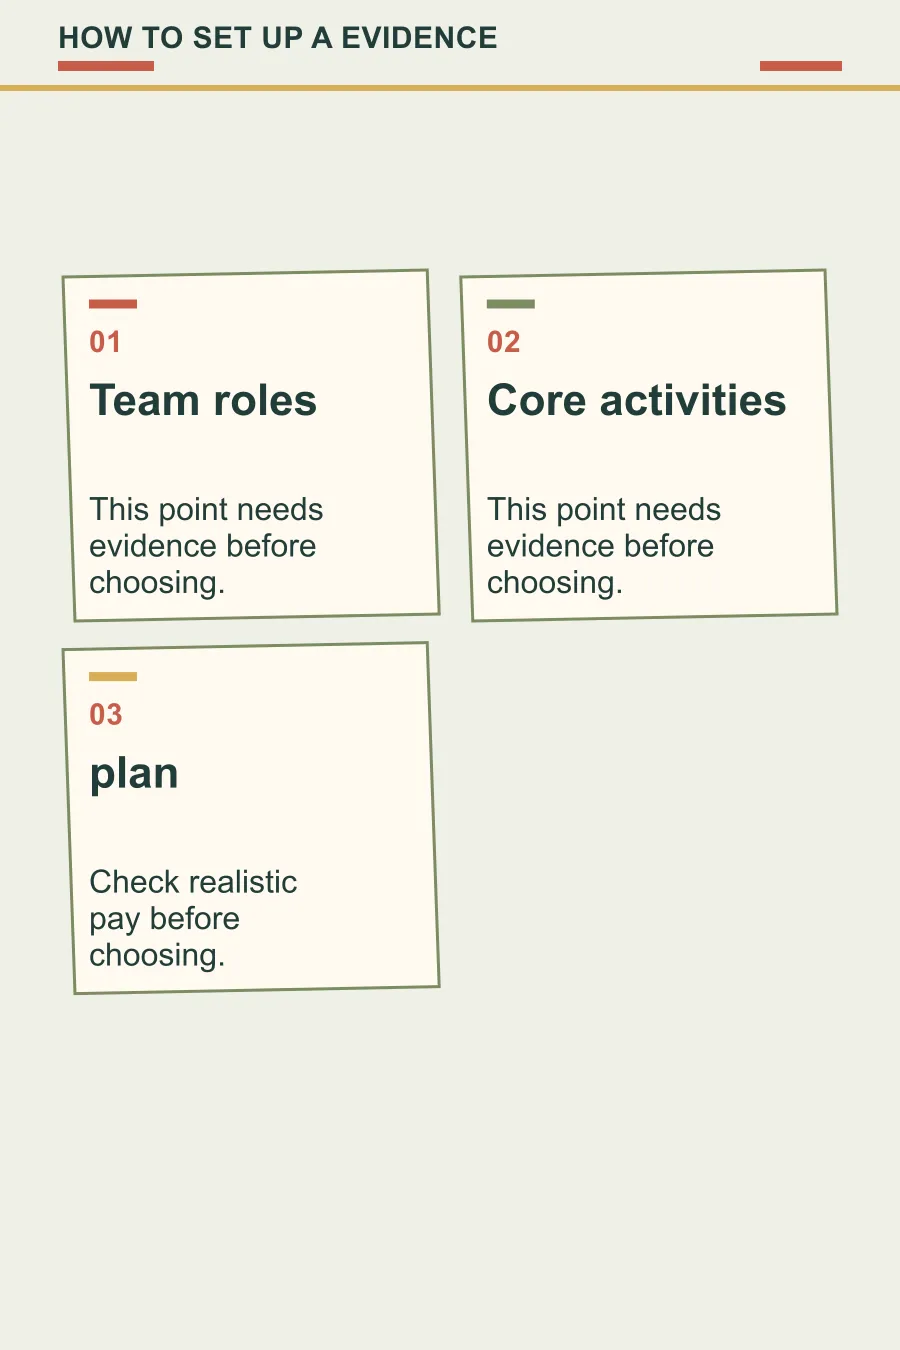 HOW TO SET UP A EVIDENCE
01
Team roles
This point needs
evidence before
choosing.
02
Core activities
This point needs
evidence before
choosing.
03
plan
Check realistic
pay before
choosing.